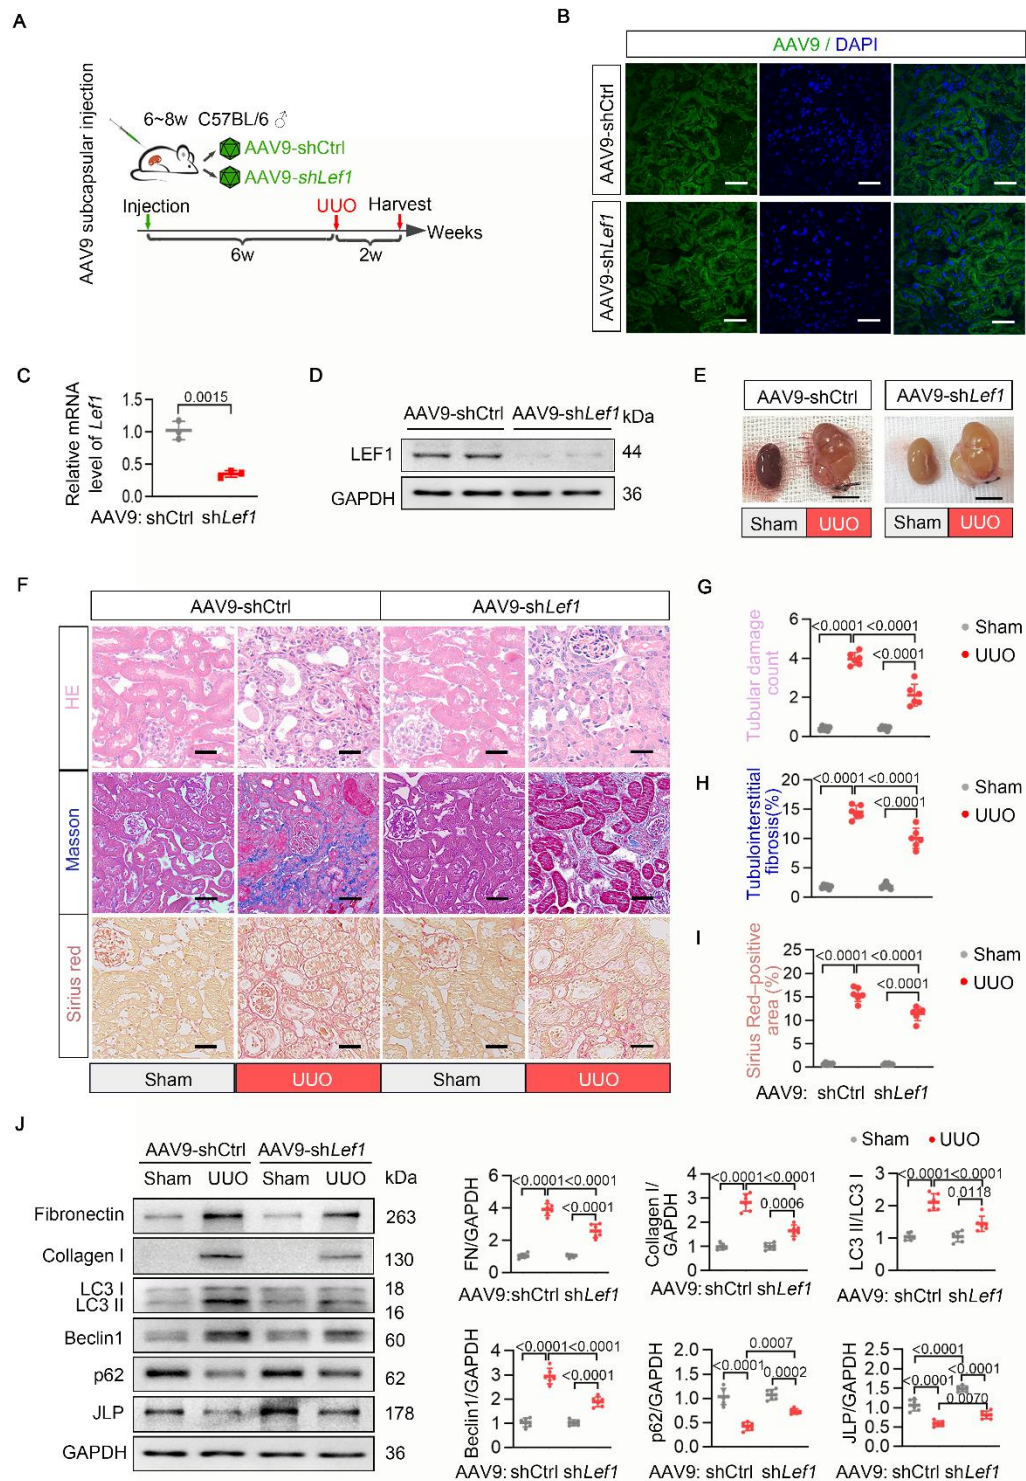 A
AAV9 subcapsular injection
6~8w C57BL/6 ♂
AAV9-shCtrl
AAV9-shLef1
Injection
UUO
Harvest
Weeks
6w
2w
B
AAV9 / DAPI
AAV9-shCtrl
AAV9-shLef1
C
Relative mRNA
level of Lef1
1.5
1.0
0.5
0.0
0.0015
AAV9: shCtrl shLef1
D
AAV9-shCtrl AAV9-shLef1 kDa
LEF1 44
GAPDH 36
E
AAV9-shCtrl
AAV9-shLef1
Sham UUO
Sham UUO
F
AAV9-shCtrl
AAV9-shLef1
HE
Masson
Sirius red
Sham UUO Sham UUO
G
Tubular damage
count
6
4
2
0
<0.0001 <0.0001
<0.0001
Sham
UUO
H
Tubulointerstitial
fibrosis(%)
20
15
10
5
0
<0.0001 <0.0001
<0.0001
Sham
UUO
I
Sirius Red–positive
area (%)
25
20
15
10
5
0
<0.0001 <0.0001
<0.0001
Sham
UUO
AAV9: shCtrl shLef1
J
AAV9-shCtrl AAV9-shLef1
Sham UUO Sham UUO kDa
Fibronectin 263
Collagen I 130
LC3 I 18
LC3 II 16
Beclin1 60
p62 62
JLP 178
GAPDH 36
Sham UUO
FN/GAPDH
6
4
2
0
<0.0001 <0.0001
<0.0001
AAV9: shCtrl shLef1
Collagen I/
GAPDH
4
3
2
1
0
<0.0001 <0.0001
0.0006
AAV9: shCtrl shLef1
LC3 II/LC3 I
3
2
1
0
<0.0001 <0.0001
0.0118
AAV9: shCtrl shLef1
Beclin1/GAPDH
4
3
2
1
0
<0.0001 <0.0001
<0.0001
AAV9: shCtrl shLef1
p62/GAPDH
1.5
1.0
0.5
0.0
0.0007
<0.0001 0.0002
AAV9: shCtrl shLef1
JLP/GAPDH
2.0
1.5
1.0
0.5
0.0
<0.0001
<0.0001 <0.0001
0.0070
AAV9: shCtrl shLef1